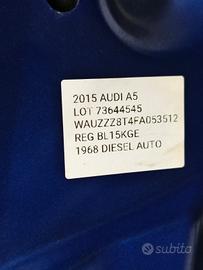 2015 AUDI A5
LOT 73644545
WAUZZZ8T4FA053512
REG BL15KGE
1968 DIESEL AUTO
subito